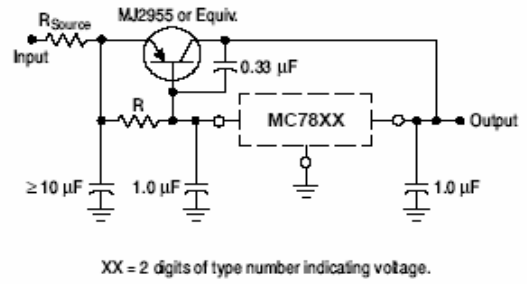 MJ2955 or Equiv.
RSource
Input
0.33 µF
R
MC78XX
Output
≥ 10 µF
1.0 µF
1.0 µF
XX = 2 digits of type number indicating voltage.